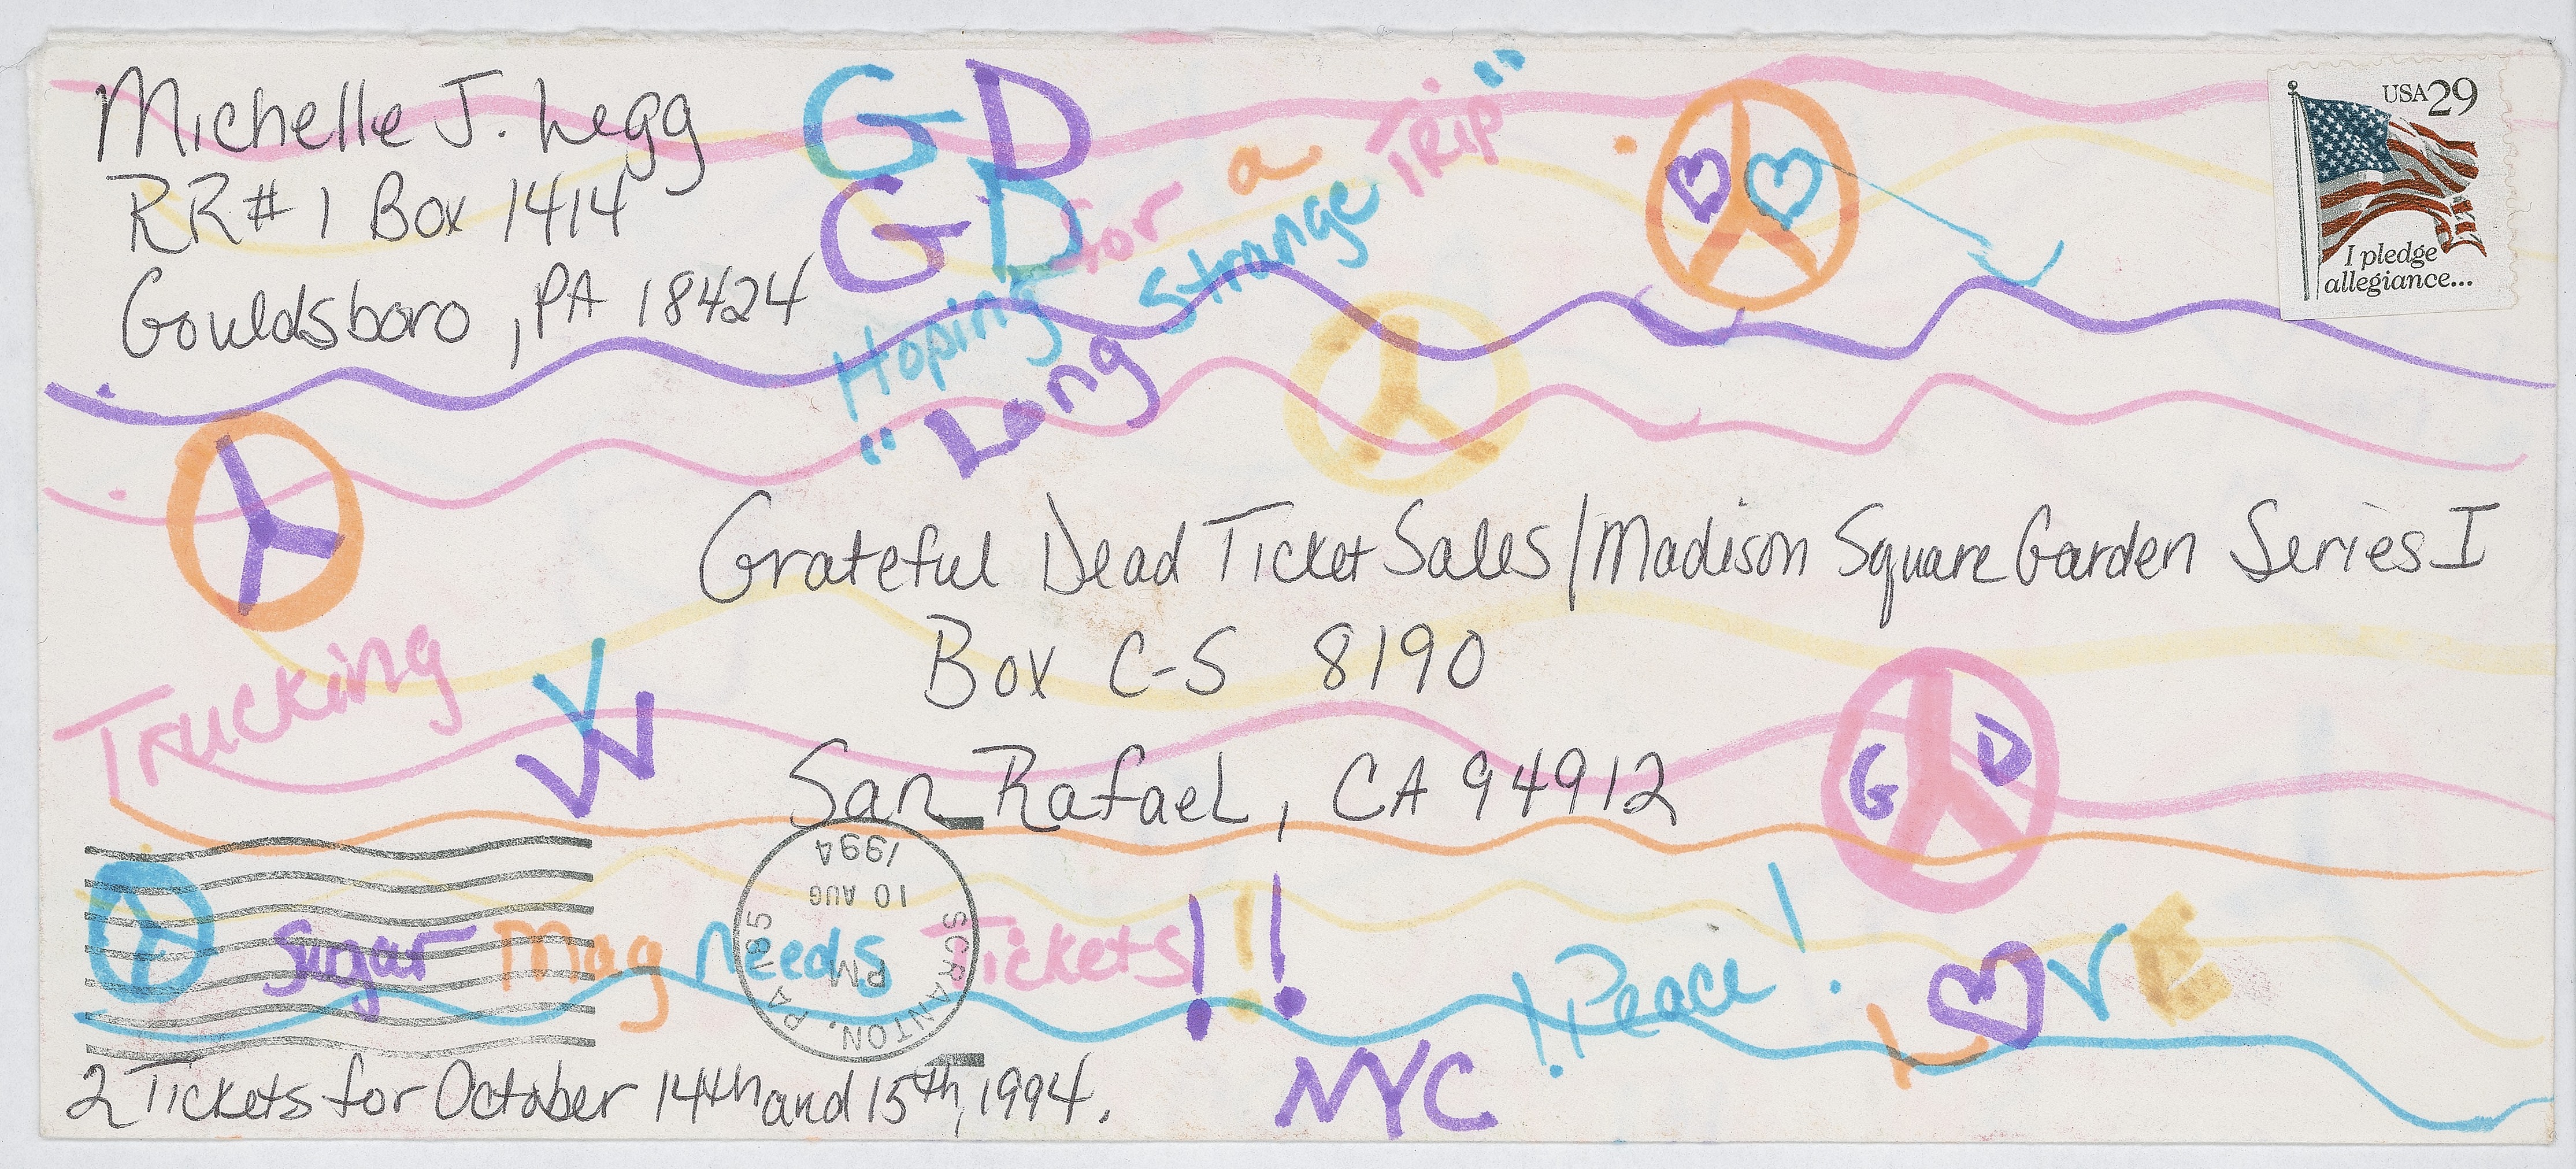 Michelle J. Legg
RR# 1 Box 1414
Gouldsboro, PA 18424
GD
GD
Hoping for a
"Long Strange Trip"
USA 29
I pledge
allegiance...
Grateful Dead Ticket Sales/Madison Square Garden Series I
Box C-S 8190
San Rafael, CA 94912
Trucking
G D
SCRANTON, PA 185
PM
10 AUG
1994
Sugar Mag Needs Tickets!!!
!Peace!
L♡VE
2 Tickets for October 14th and 15th, 1994.
NYC